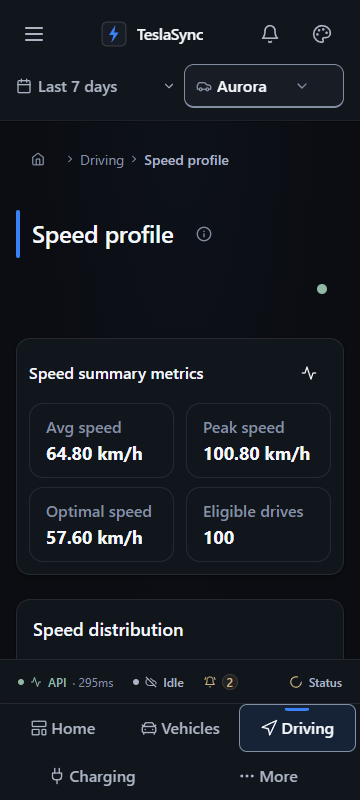 TeslaSync
Last 7 days
Aurora
Driving
Speed profile
Speed profile
Speed summary metrics
Avg speed
64.80 km/h
Peak speed
100.80 km/h
Optimal speed
57.60 km/h
Eligible drives
100
Speed distribution
API · 295ms
Idle
2
Status
Home
Vehicles
Driving
Charging
More